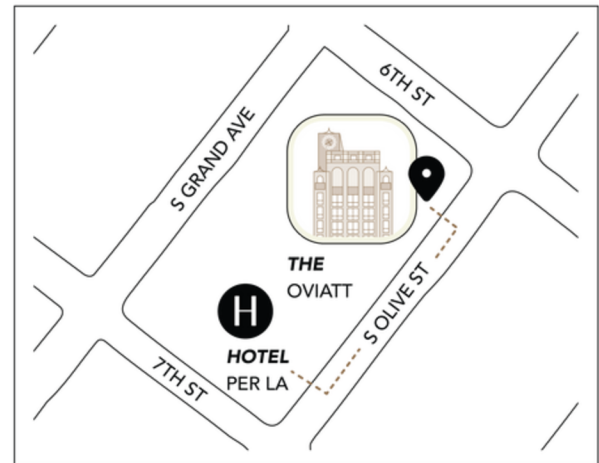 6TH ST
S GRAND AVE
THE
OVIATT
S OLIVE ST
H
HOTEL
PER LA
7TH ST